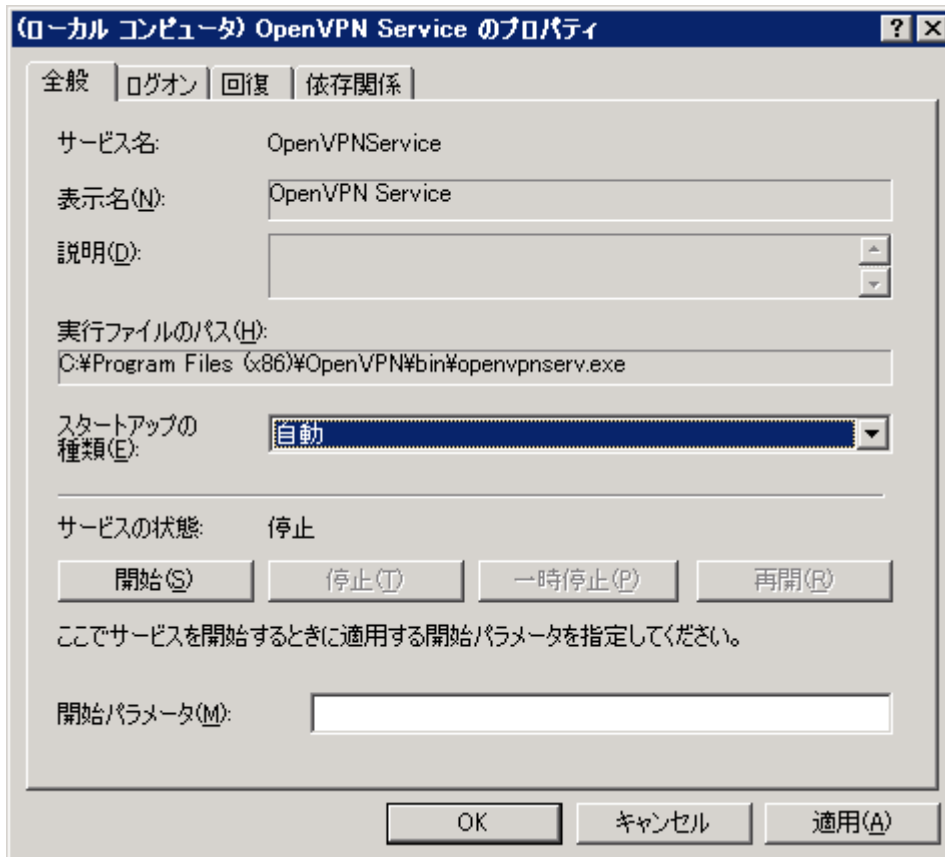 (ローカル コンピュータ) OpenVPN Service のプロパティ
全般 ログオン 回復 依存関係
サービス名: OpenVPNService
表示名(N): OpenVPN Service
説明(D):
実行ファイルのパス(H):
C:¥Program Files (x86)¥OpenVPN¥bin¥openvpnserv.exe
スタートアップの
種類(E): 自動
サービスの状態: 停止
開始(S) 停止(T) 一時停止(P) 再開(R)
ここでサービスを開始するときに適用する開始パラメータを指定してください。
開始パラメータ(M):
OK キャンセル 適用(A)